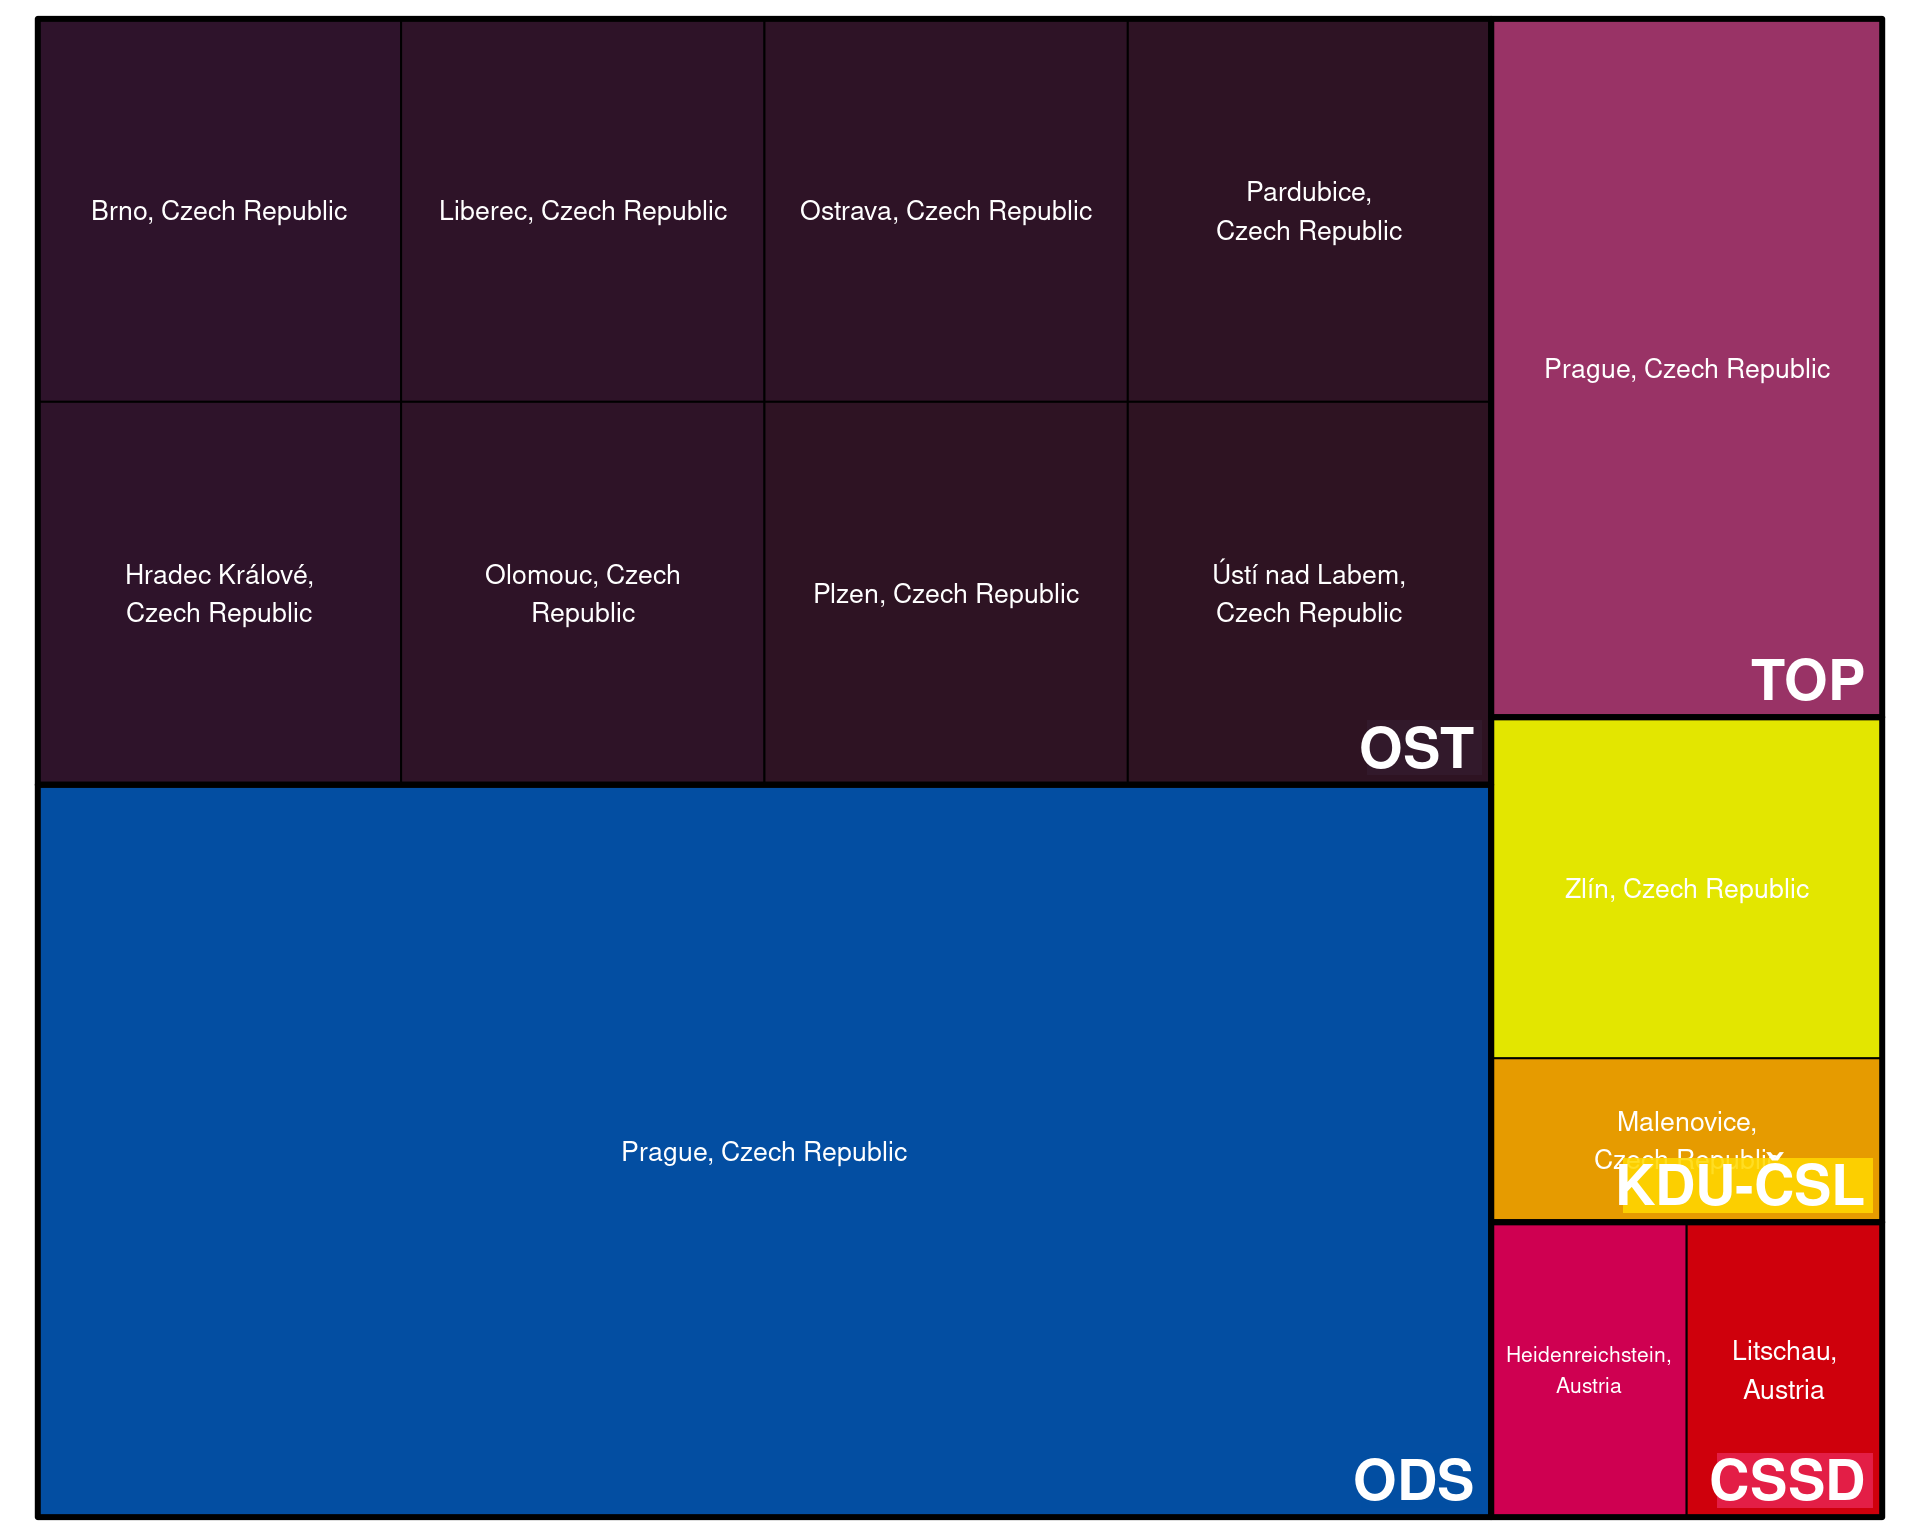 Brno, Czech Republic
Liberec, Czech Republic
Ostrava, Czech Republic
Pardubice,
Czech Republic
Hradec Králové,
Czech Republic
Olomouc, Czech
Republic
Plzen, Czech Republic
Ústí nad Labem,
Czech Republic
OST
Prague, Czech Republic
ODS
Prague, Czech Republic
TOP
Zlín, Czech Republic
Malenovice,
Czech Republic
KDU-ČSL
Heidenreichstein,
Austria
Litschau,
Austria
CSSD